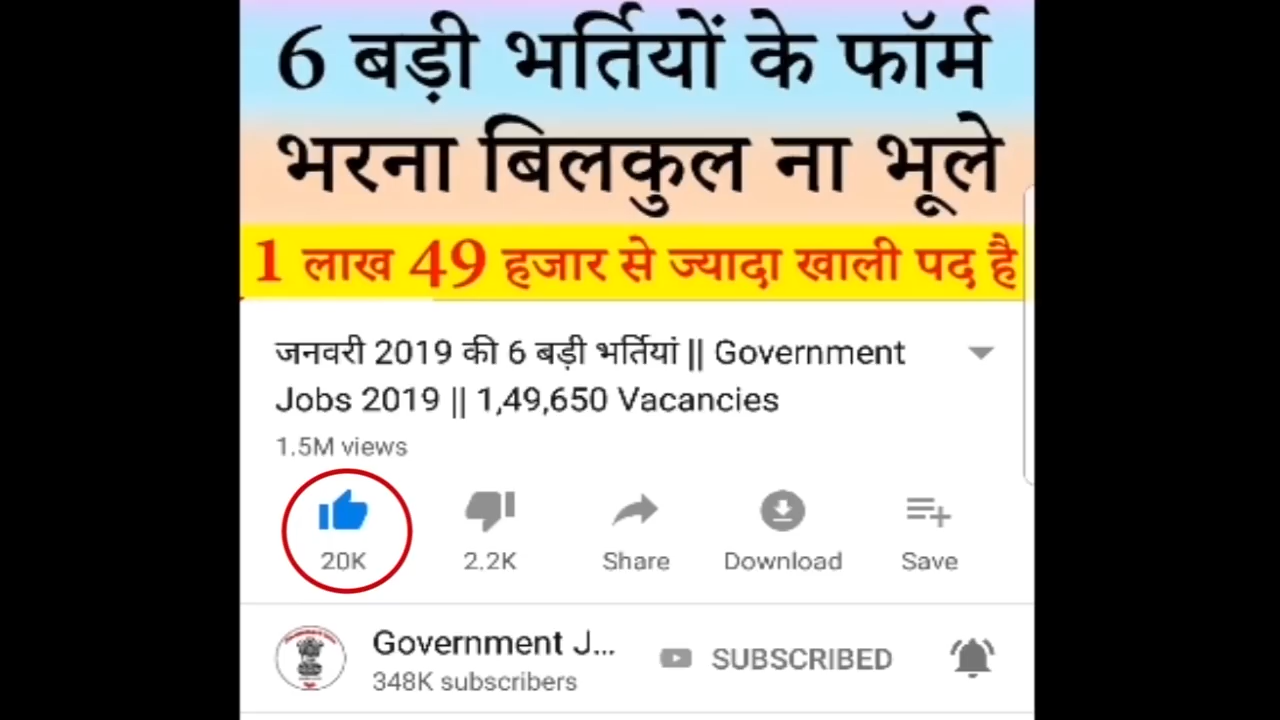 6 बड़ी भर्तियों के फॉर्म
भरना बिलकुल ना भूले
1 लाख 49 हजार से ज्यादा खाली पद है
जनवरी 2019 की 6 बड़ी भर्तियां || Government
Jobs 2019 || 1,49,650 Vacancies
1.5M views
20K 2.2K Share Download Save
Government J... SUBSCRIBED
348K subscribers